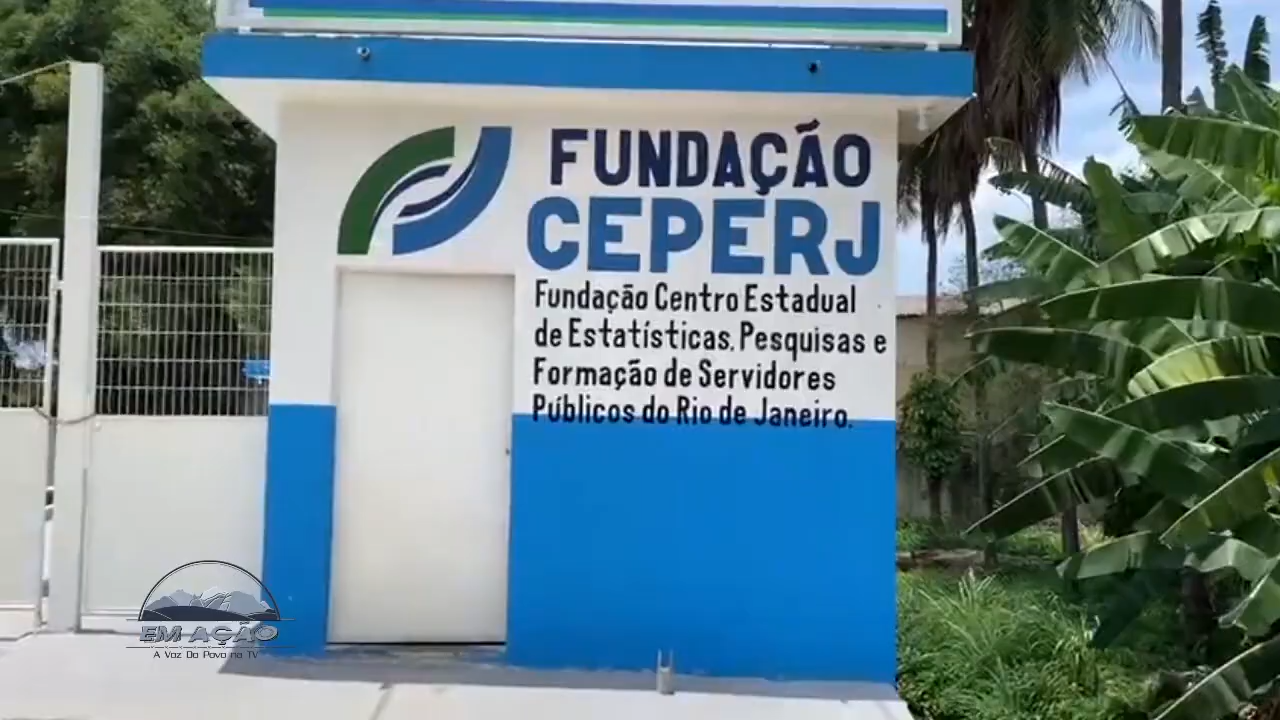 FUNDAÇÃO
CEPERJ
Fundação Centro Estadual
de Estatísticas, Pesquisas e
Formação de Servidores
Públicos do Rio de Janeiro.
EM AÇÃO
A Voz Do Povo na TV